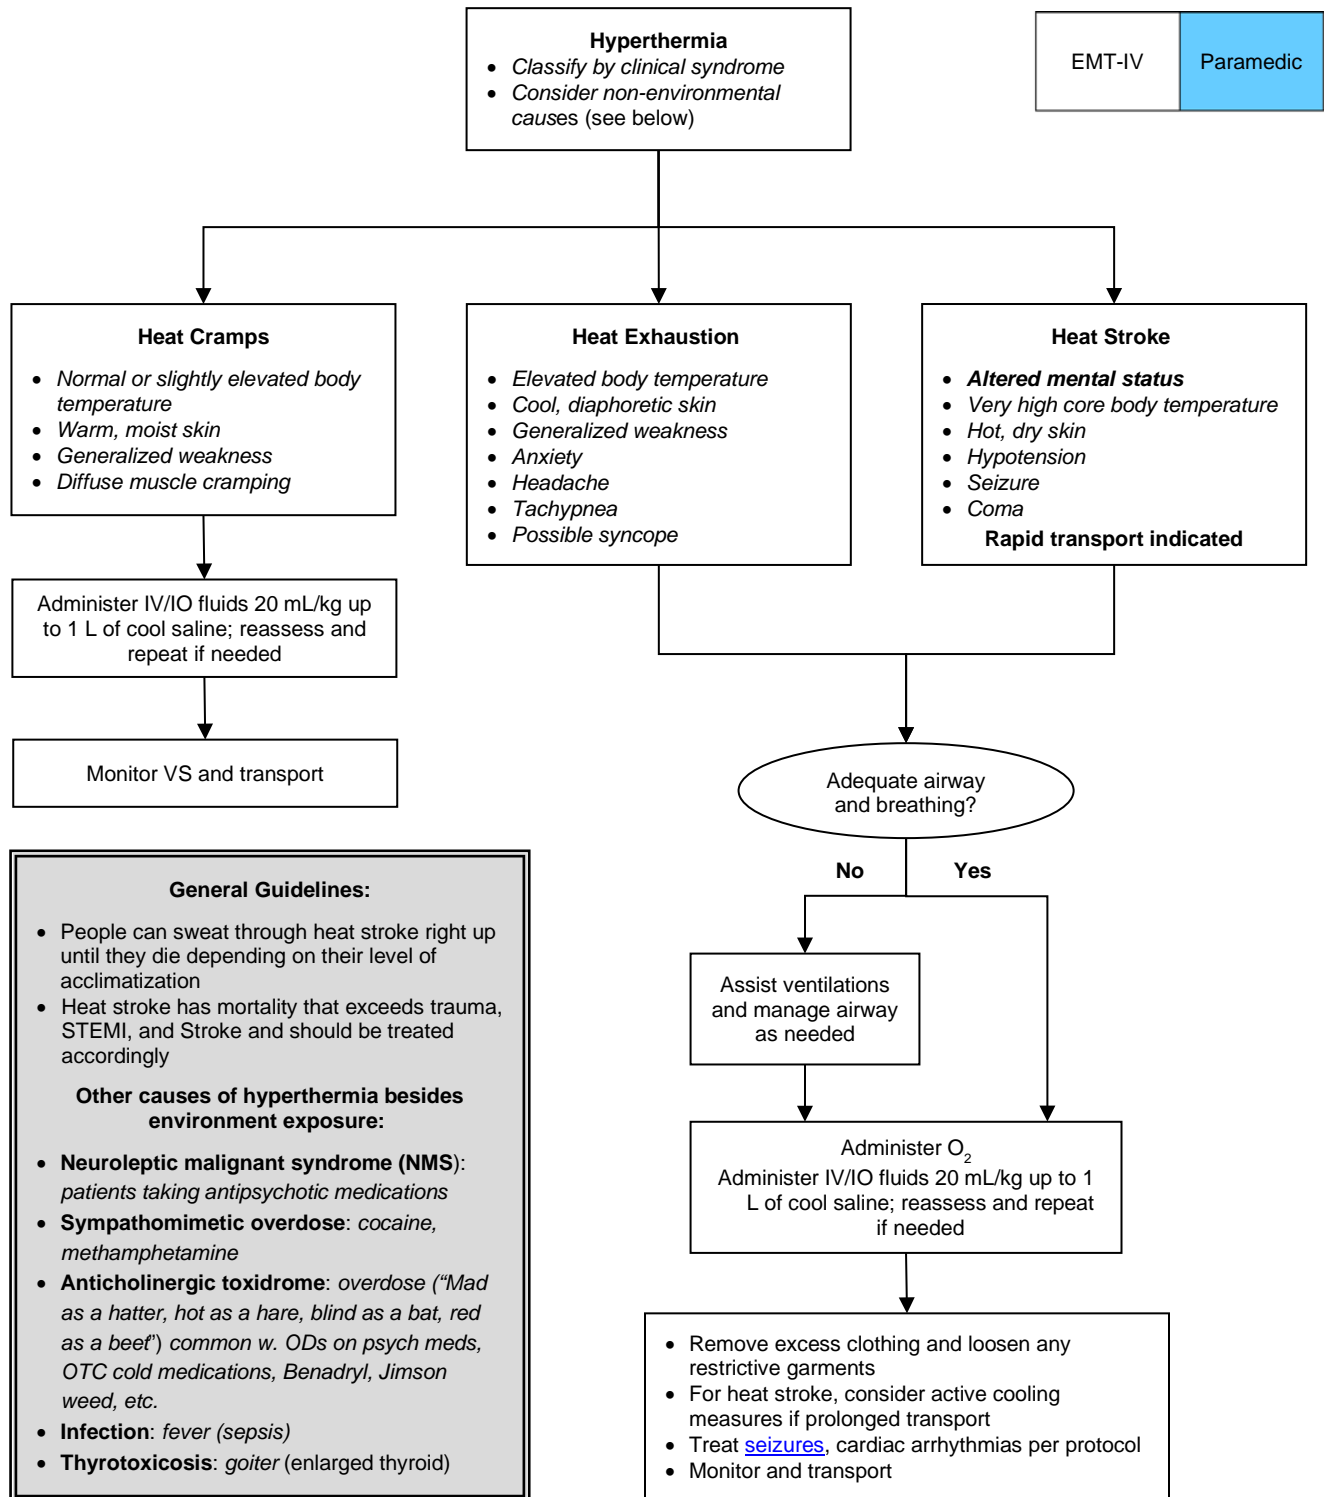 Hyperthermia
• Classify by clinical syndrome
• Consider non-environmental
causes (see below)
EMT-IV
Paramedic
Heat Cramps
• Normal or slightly elevated body
temperature
• Warm, moist skin
• Generalized weakness
• Diffuse muscle cramping
Heat Exhaustion
• Elevated body temperature
• Cool, diaphoretic skin
• Generalized weakness
• Anxiety
• Headache
• Tachypnea
• Possible syncope
Heat Stroke
• Altered mental status
• Very high core body temperature
• Hot, dry skin
• Hypotension
• Seizure
• Coma
Rapid transport indicated
Administer IV/IO fluids 20 mL/kg up
to 1 L of cool saline; reassess and
repeat if needed
Monitor VS and transport
Adequate airway
and breathing?
No
Yes
Assist ventilations
and manage airway
as needed
Administer O2
Administer IV/IO fluids 20 mL/kg up to 1
L of cool saline; reassess and repeat
if needed
• Remove excess clothing and loosen any
restrictive garments
• For heat stroke, consider active cooling
measures if prolonged transport
• Treat seizures, cardiac arrhythmias per protocol
• Monitor and transport
General Guidelines:
• People can sweat through heat stroke right up
until they die depending on their level of
acclimatization
• Heat stroke has mortality that exceeds trauma,
STEMI, and Stroke and should be treated
accordingly
Other causes of hyperthermia besides
environment exposure:
• Neuroleptic malignant syndrome (NMS):
patients taking antipsychotic medications
• Sympathomimetic overdose: cocaine,
methamphetamine
• Anticholinergic toxidrome: overdose (“Mad
as a hatter, hot as a hare, blind as a bat, red
as a beet”) common w. ODs on psych meds,
OTC cold medications, Benadryl, Jimson
weed, etc.
• Infection: fever (sepsis)
• Thyrotoxicosis: goiter (enlarged thyroid)